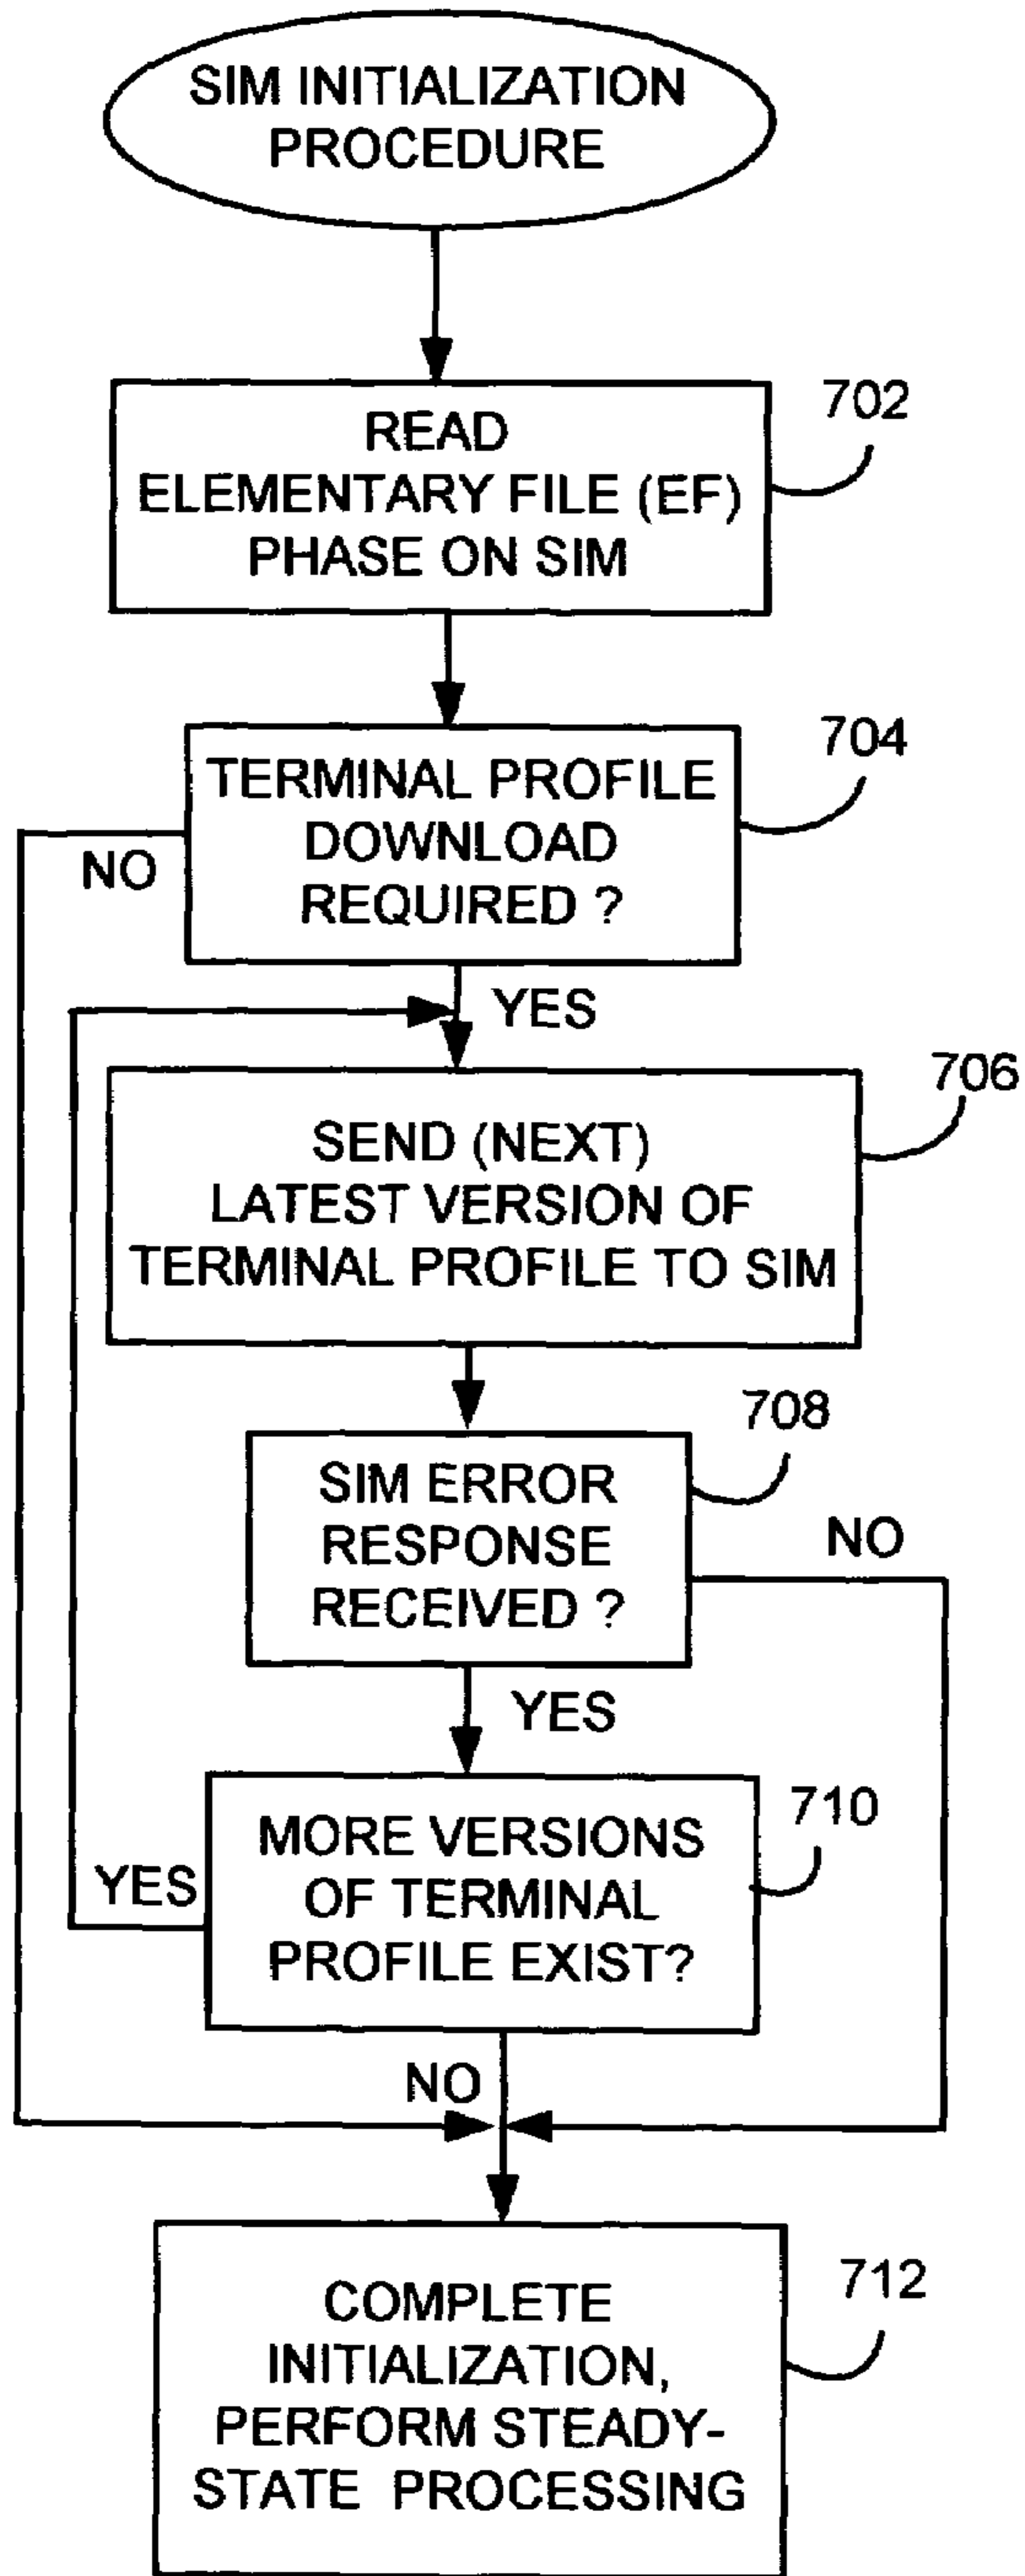 SIM INITIALIZATION
PROCEDURE
702
READ
ELEMENTARY FILE (EF)
PHASE ON SIM
704
TERMINAL PROFILE
DOWNLOAD
REQUIRED ?
NO
YES
706
SEND (NEXT)
LATEST VERSION OF
TERMINAL PROFILE TO SIM
708
SIM ERROR
RESPONSE
RECEIVED ?
NO
YES
710
MORE VERSIONS
OF TERMINAL
PROFILE EXIST?
YES
NO
712
COMPLETE
INITIALIZATION,
PERFORM STEADY-
STATE PROCESSING